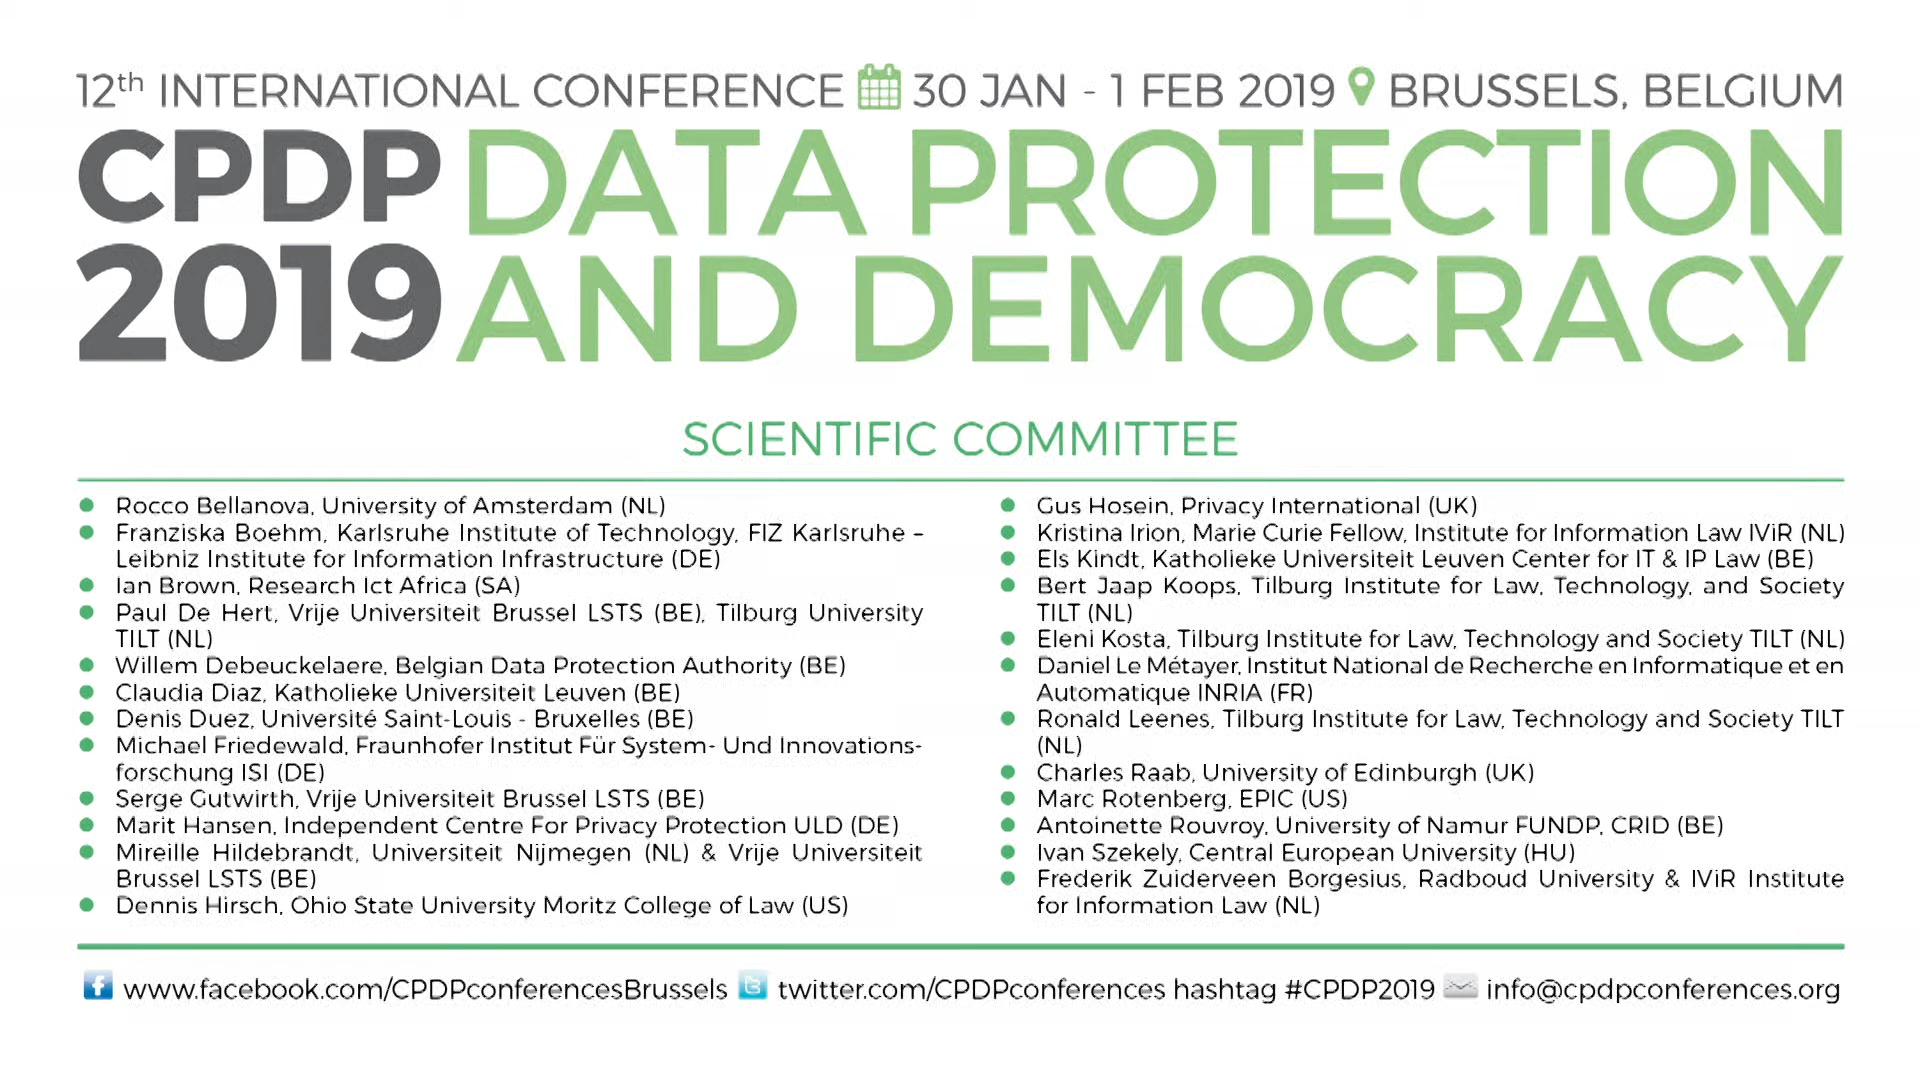 12th INTERNATIONAL CONFERENCE 30 JAN - 1 FEB 2019 BRUSSELS, BELGIUM
CPDP 2019
DATA PROTECTION
AND DEMOCRACY
SCIENTIFIC COMMITTEE
Rocco Bellanova, University of Amsterdam (NL)
Franziska Boehm, Karlsruhe Institute of Technology, FIZ Karlsruhe –
Leibniz Institute for Information Infrastructure (DE)
Ian Brown, Research Ict Africa (SA)
Paul De Hert, Vrije Universiteit Brussel LSTS (BE), Tilburg University
TILT (NL)
Willem Debeuckelaere, Belgian Data Protection Authority (BE)
Claudia Diaz, Katholieke Universiteit Leuven (BE)
Denis Duez, Université Saint-Louis - Bruxelles (BE)
Michael Friedewald, Fraunhofer Institut Für System- Und Innovations-
forschung ISI (DE)
Serge Gutwirth, Vrije Universiteit Brussel LSTS (BE)
Marit Hansen, Independent Centre For Privacy Protection ULD (DE)
Mireille Hildebrandt, Universiteit Nijmegen (NL) & Vrije Universiteit
Brussel LSTS (BE)
Dennis Hirsch, Ohio State University Moritz College of Law (US)
Gus Hosein, Privacy International (UK)
Kristina Irion, Marie Curie Fellow, Institute for Information Law IViR (NL)
Els Kindt, Katholieke Universiteit Leuven Center for IT & IP Law (BE)
Bert Jaap Koops, Tilburg Institute for Law, Technology, and Society
TILT (NL)
Eleni Kosta, Tilburg Institute for Law, Technology and Society TILT (NL)
Daniel Le Métayer, Institut National de Recherche en Informatique et en
Automatique INRIA (FR)
Ronald Leenes, Tilburg Institute for Law, Technology and Society TILT
(NL)
Charles Raab, University of Edinburgh (UK)
Marc Rotenberg, EPIC (US)
Antoinette Rouvroy, University of Namur FUNDP, CRID (BE)
Ivan Szekely, Central European University (HU)
Frederik Zuiderveen Borgesius, Radboud University & IViR Institute
for Information Law (NL)
www.facebook.com/CPDPconferencesBrussels twitter.com/CPDPconferences hashtag #CPDP2019 info@cpdpconferences.org